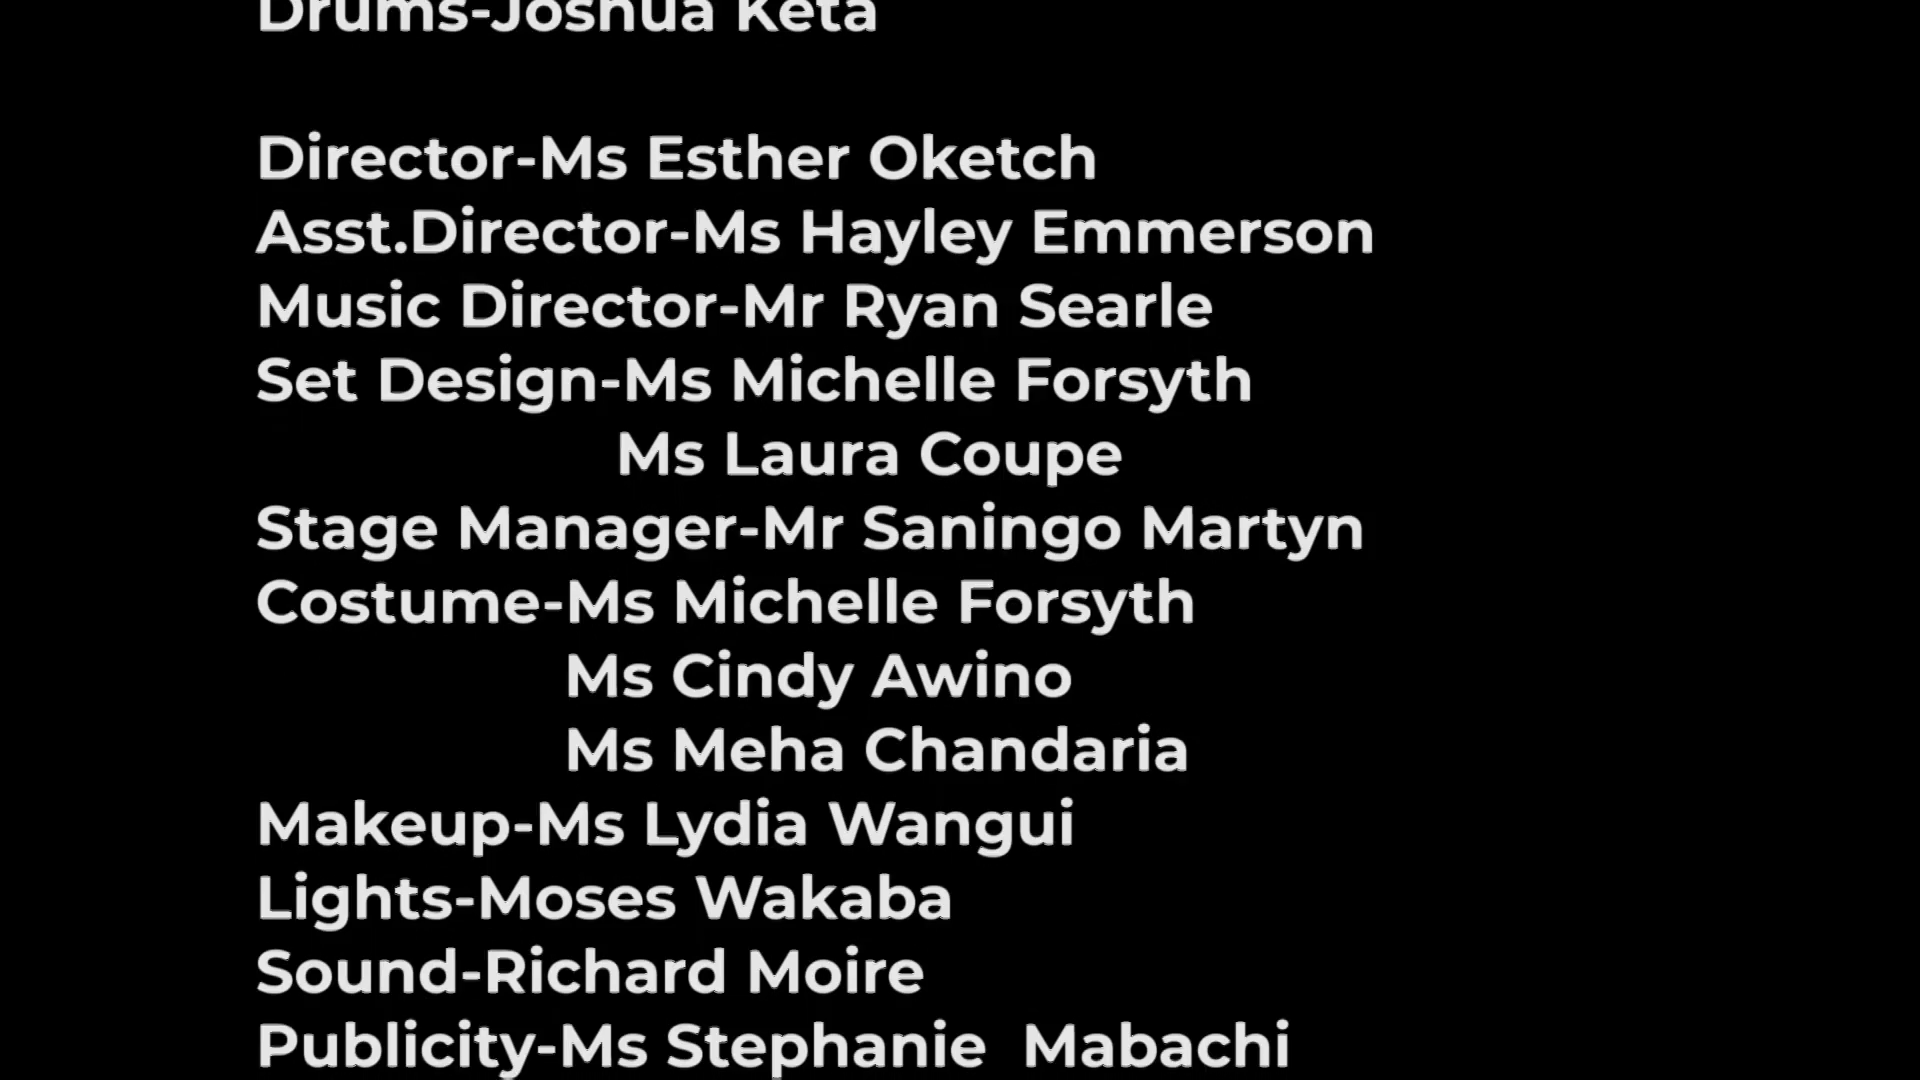 Drums-Joshua Keta
Director-Ms Esther Oketch
Asst.Director-Ms Hayley Emmerson
Music Director-Mr Ryan Searle
Set Design-Ms Michelle Forsyth
Ms Laura Coupe
Stage Manager-Mr Saningo Martyn
Costume-Ms Michelle Forsyth
Ms Cindy Awino
Ms Meha Chandaria
Makeup-Ms Lydia Wangui
Lights-Moses Wakaba
Sound-Richard Moire
Publicity-Ms Stephanie  Mabachi